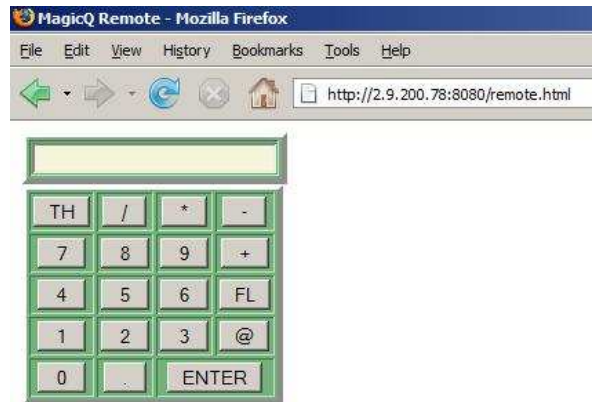 MagicQ Remote - Mozilla Firefox
File Edit View History Bookmarks Tools Help
http://2.9.200.78:8080/remote.html
TH / * -
7 8 9 +
4 5 6 FL
1 2 3 @
0 . ENTER